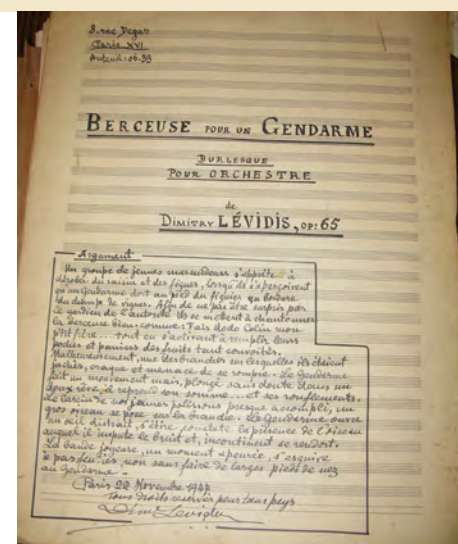 8. rue Degas
Paris XVI
Auteuil: 06-33
BERCEUSE POUR UN GENDARME
BURLESQUE
POUR ORCHESTRE
de
DIMITRY LÉVIDIS, OP: 65
Argument
Un groupe de jeunes maraudeurs s'apprête à
dérober du raisin et des figues, lorsqu'ils s'aperçoivent
qu'un Gendarme dort au pied du figuier en bordure
du champ de vignes. Afin de ne pas être surpris par
le gardien de l'autorité ils se mettent à chantonner
la berceuse bien connue: Fais dodo Colin mon
p'tit frère... tout en s'activant à remplir leurs
poches et paniers des fruits tant convoités.
Malheureusement, une des branches sur lesquelles ils étaient
juchés, craque et menace de se rompre. Le Gendarme
fait un mouvement mais, plongé sans doute dans un
doux rêve, il reprend son somme... et ses ronflements.
Le larcin de nos jeunes polissons presque accompli, un
gros oiseau se pose sur la branche. Le Gendarme ouvre
un oeil distrait, s'étire, constate la présence de l'oiseau
auquel il impute le bruit et, incontinent se rendort.
La bande joyeuse, un moment apeurée, s'esquive
à pas feutrés, non sans faire de larges pieds de nez
au Gendarme.
Paris 22 Novembre 1947
Tous droits réservés pour tous pays
Dim. Levidis